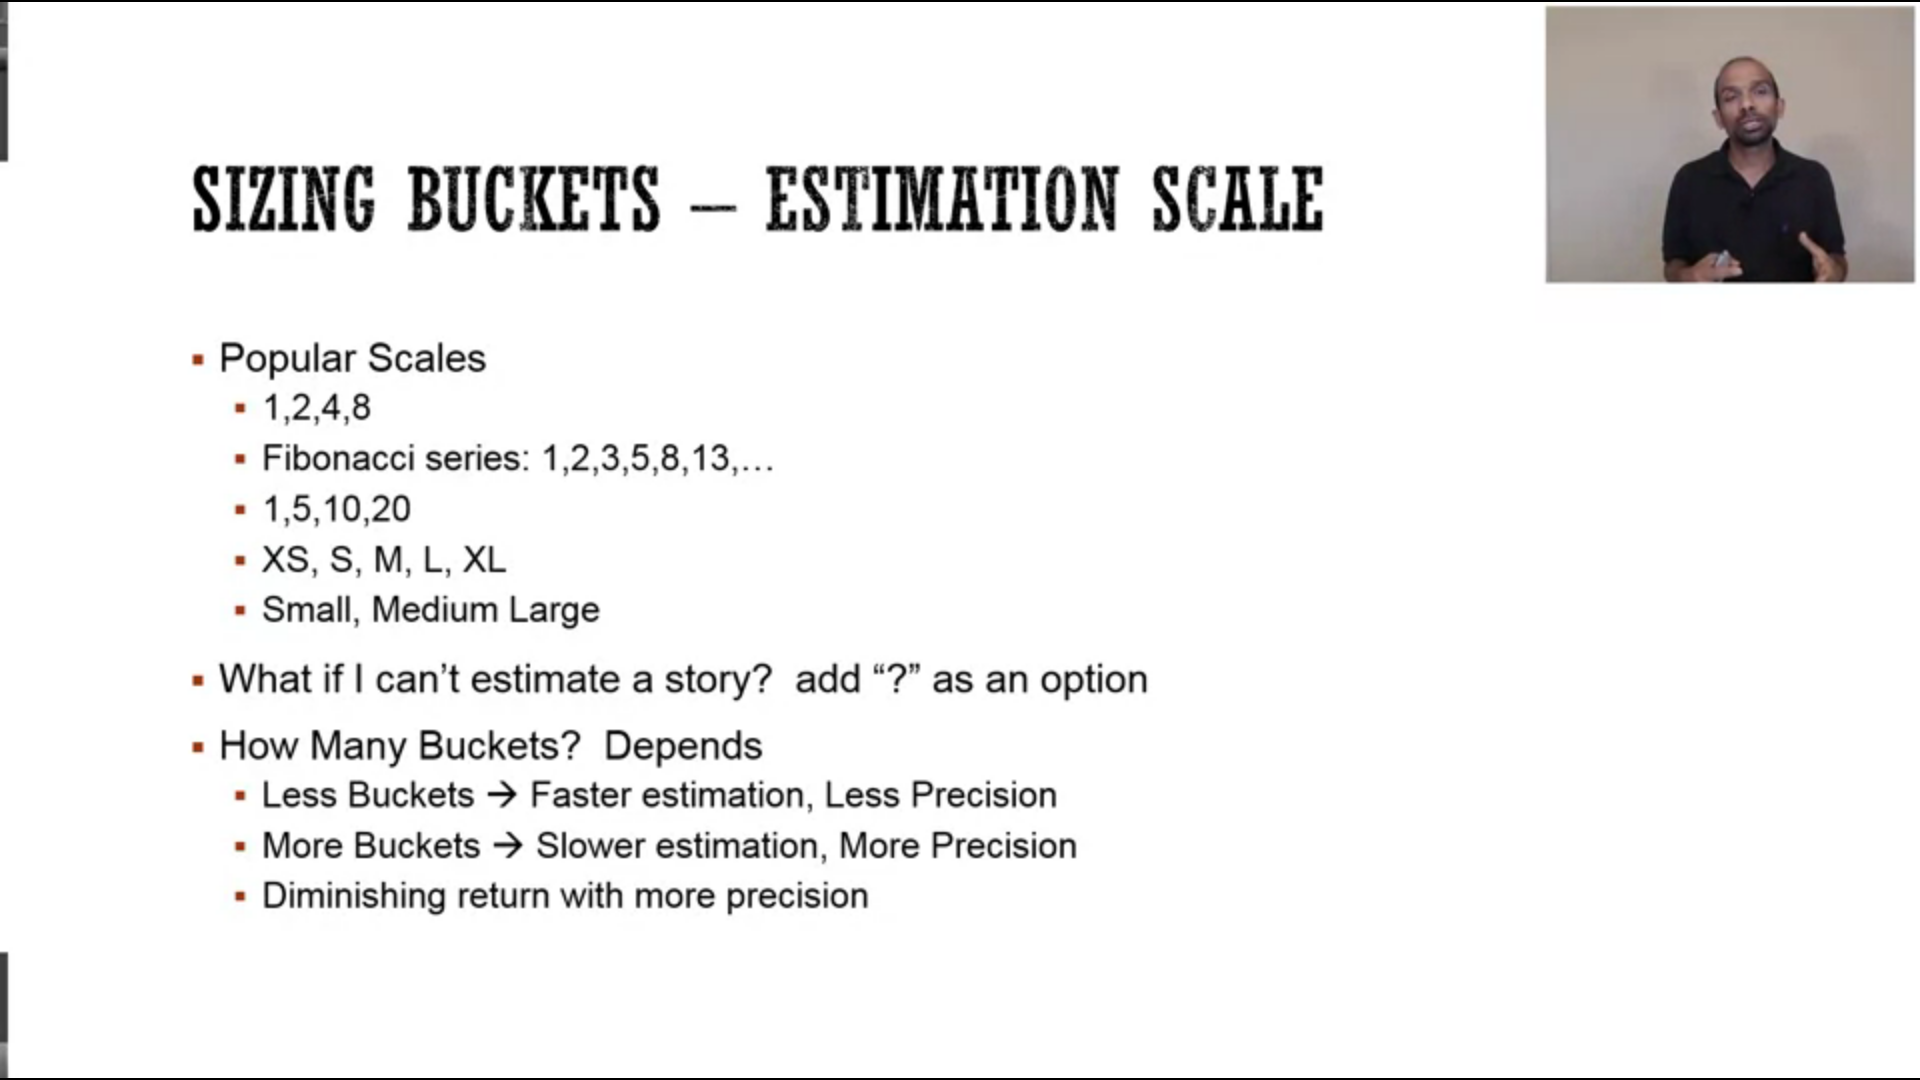 SIZING BUCKETS – ESTIMATION SCALE
▪ Popular Scales
▪ 1,2,4,8
▪ Fibonacci series: 1,2,3,5,8,13,…
▪ 1,5,10,20
▪ XS, S, M, L, XL
▪ Small, Medium Large
▪ What if I can’t estimate a story?  add “?” as an option
▪ How Many Buckets?  Depends
▪ Less Buckets → Faster estimation, Less Precision
▪ More Buckets → Slower estimation, More Precision
▪ Diminishing return with more precision